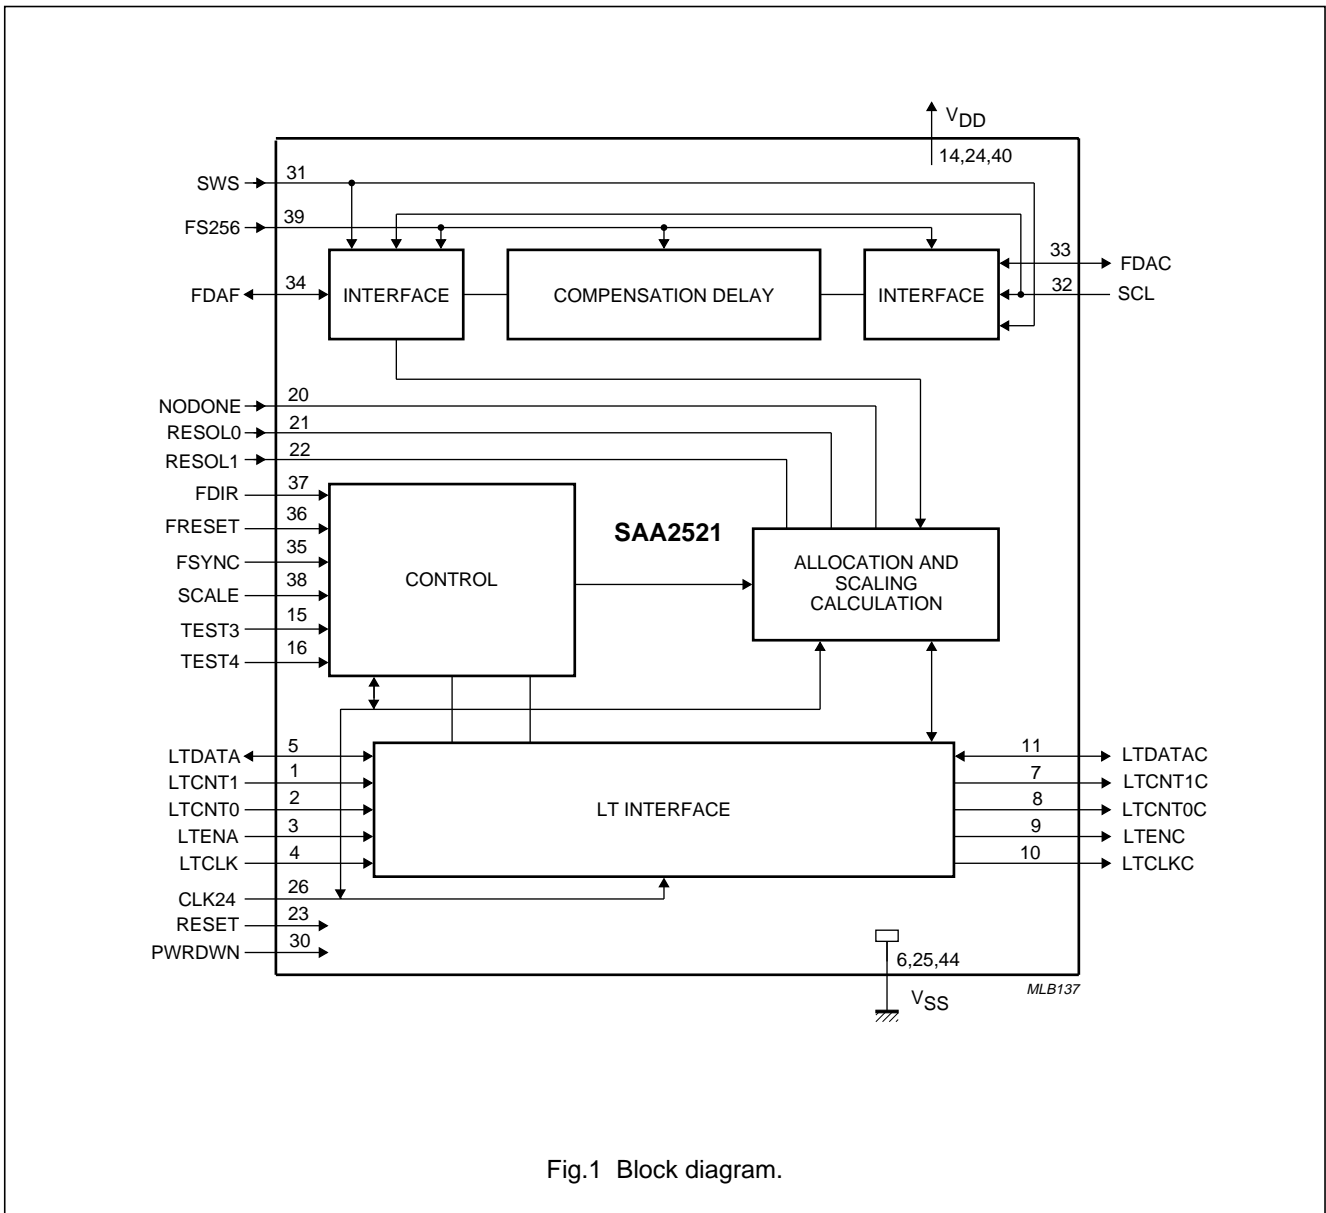 VDD
14,24,40
SWS 31
FS256 39
33 FDAC
FDAF 34 INTERFACE COMPENSATION DELAY INTERFACE 32 SCL
NODONE 20
RESOL0 21
RESOL1 22
FDIR 37
FRESET 36
SAA2521
FSYNC 35
ALLOCATION AND
SCALING
CALCULATION
CONTROL
SCALE 38
TEST3 15
TEST4 16
LTDATA 5 11 LTDATAC
LTCNT1 1 7 LTCNT1C
LTCNT0 2 LT INTERFACE 8 LTCNT0C
LTENA 3 9 LTENC
LTCLK 4 10 LTCLKC
CLK24 26
RESET 23
PWRDWN 30
6,25,44
MLB137
VSS
Fig.1 Block diagram.